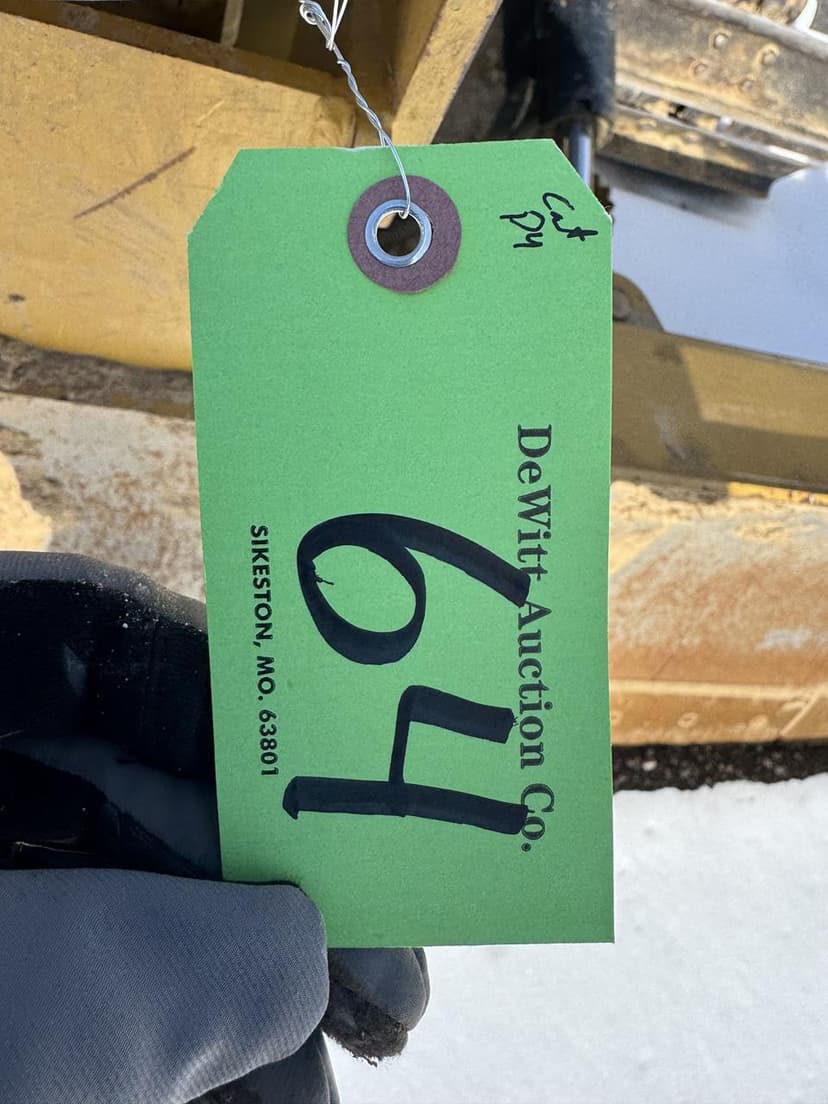 Cat
D4
DeWitt Auction Co.
64
SIKESTON, MO. 63801